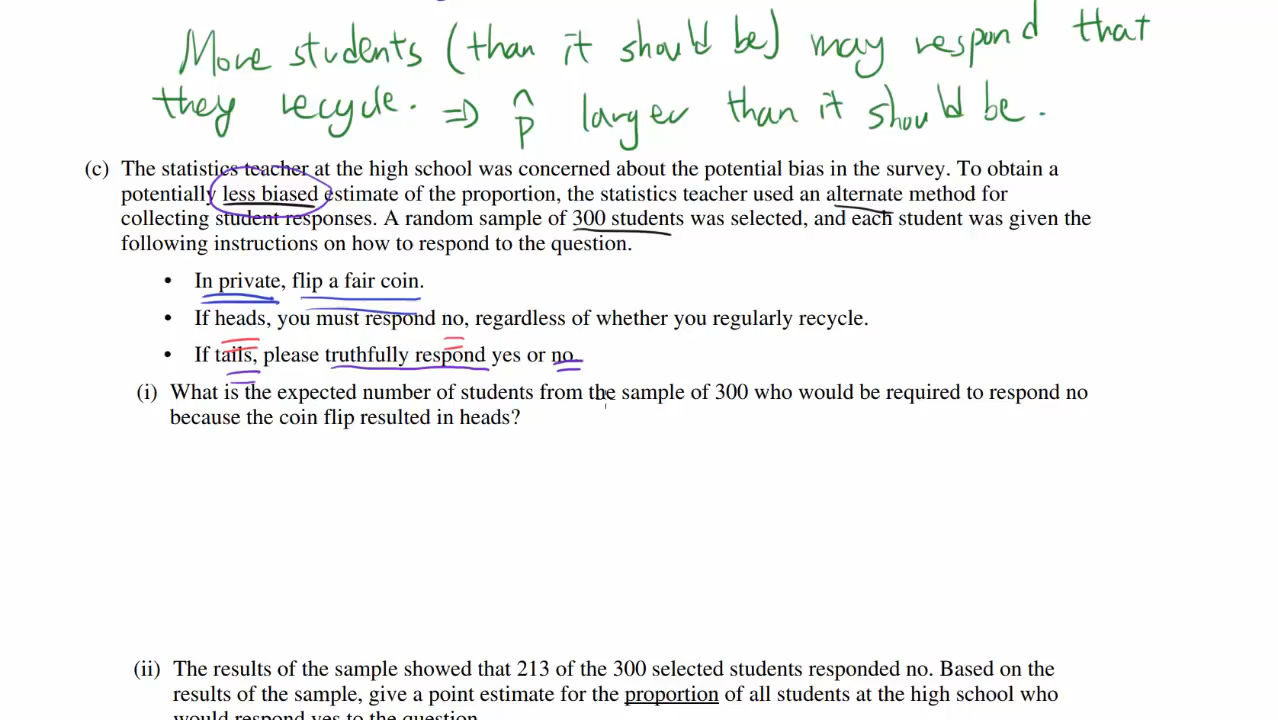 More students (than it should be) may respond that
they recycle. ⇒ p̂ larger than it should be.
(c) The statistics teacher at the high school was concerned about the potential bias in the survey. To obtain a
potentially less biased estimate of the proportion, the statistics teacher used an alternate method for
collecting student responses. A random sample of 300 students was selected, and each student was given the
following instructions on how to respond to the question.
• In private, flip a fair coin.
• If heads, you must respond no, regardless of whether you regularly recycle.
• If tails, please truthfully respond yes or no.
(i) What is the expected number of students from the sample of 300 who would be required to respond no
because the coin flip resulted in heads?
(ii) The results of the sample showed that 213 of the 300 selected students responded no. Based on the
results of the sample, give a point estimate for the proportion of all students at the high school who
would respond yes to the question.